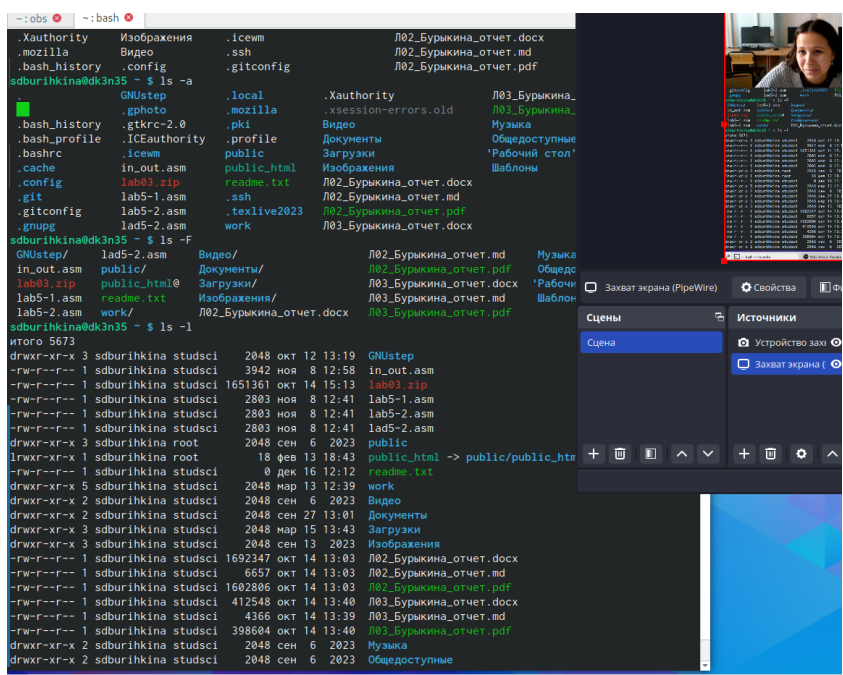 ~ : obs
~ : bash
.Xauthority Изображения .icewm Л02_Бурыкина_отчет.docx
.mozilla Видео .ssh Л02_Бурыкина_отчет.md
.bash_history .config .gitconfig Л02_Бурыкина_отчет.pdf
sdburihkina@dk3n35 ~ $ ls -a
. GNUstep .local .Xauthority Л03_Бурыкина_
.gphoto .mozilla .xsession-errors.old Л03_Бурыкина_
.bash_history .gtkrc-2.0 .pki Видео Музыка
.bash_profile .ICEauthority .profile Документы Общедоступные
.bashrc .icewm public Загрузки 'Рабочий стол'
.cache in_out.asm public_html Изображения Шаблоны
.config lab03.zip readme.txt Л02_Бурыкина_отчет.docx
.git lab5-1.asm .ssh Л02_Бурыкина_отчет.md
.gitconfig lab5-2.asm .texlive2023 Л02_Бурыкина_отчет.pdf
.gnupg lad5-2.asm work Л03_Бурыкина_отчет.docx
sdburihkina@dk3n35 ~ $ ls -F
GNUstep/ lad5-2.asm Видео/ Л02_Бурыкина_отчет.md Музыка
in_out.asm public/ Документы/ Л02_Бурыкина_отчет.pdf Общедо
lab03.zip public_html@ Загрузки/ Л03_Бурыкина_отчет.docx 'Рабочи
lab5-1.asm readme.txt Изображения/ Л03_Бурыкина_отчет.md Шаблон
lab5-2.asm work/ Л02_Бурыкина_отчет.docx Л03_Бурыкина_отчет.pdf
sdburihkina@dk3n35 ~ $ ls -l
итого 5673
drwxr-xr-x 3 sdburihkina studsci 2048 окт 12 13:19 GNUstep
-rw-r--r-- 1 sdburihkina studsci 3942 ноя 8 12:58 in_out.asm
-rw-r--r-- 1 sdburihkina studsci 1651361 окт 14 15:13 lab03.zip
-rw-r--r-- 1 sdburihkina studsci 2803 ноя 8 12:41 lab5-1.asm
-rw-r--r-- 1 sdburihkina studsci 2803 ноя 8 12:41 lab5-2.asm
-rw-r--r-- 1 sdburihkina studsci 2803 ноя 8 12:41 lad5-2.asm
drwxr-xr-x 3 sdburihkina root 2048 сен 6 2023 public
lrwxr-xr-x 1 sdburihkina root 18 фев 13 18:43 public_html -> public/public_htm
-rw-r--r-- 1 sdburihkina studsci 0 дек 16 12:12 readme.txt
drwxr-xr-x 5 sdburihkina studsci 2048 мар 13 12:39 work
drwxr-xr-x 2 sdburihkina studsci 2048 сен 6 2023 Видео
drwxr-xr-x 2 sdburihkina studsci 2048 сен 27 13:01 Документы
drwxr-xr-x 3 sdburihkina studsci 2048 мар 15 13:43 Загрузки
drwxr-xr-x 3 sdburihkina studsci 2048 сен 13 2023 Изображения
-rw-r--r-- 1 sdburihkina studsci 1692347 окт 14 13:03 Л02_Бурыкина_отчет.docx
-rw-r--r-- 1 sdburihkina studsci 6657 окт 14 13:03 Л02_Бурыкина_отчет.md
-rw-r--r-- 1 sdburihkina studsci 1602806 окт 14 13:03 Л02_Бурыкина_отчет.pdf
-rw-r--r-- 1 sdburihkina studsci 412548 окт 14 13:40 Л03_Бурыкина_отчет.docx
-rw-r--r-- 1 sdburihkina studsci 4366 окт 14 13:39 Л03_Бурыкина_отчет.md
-rw-r--r-- 1 sdburihkina studsci 398604 окт 14 13:40 Л03_Бурыкина_отчет.pdf
drwxr-xr-x 2 sdburihkina studsci 2048 сен 6 2023 Музыка
drwxr-xr-x 2 sdburihkina studsci 2048 сен 6 2023 Общедоступные
Захват экрана (PipeWire) Свойства Фи
Сцены Источники
Сцена Устройство захв
Захват экрана (